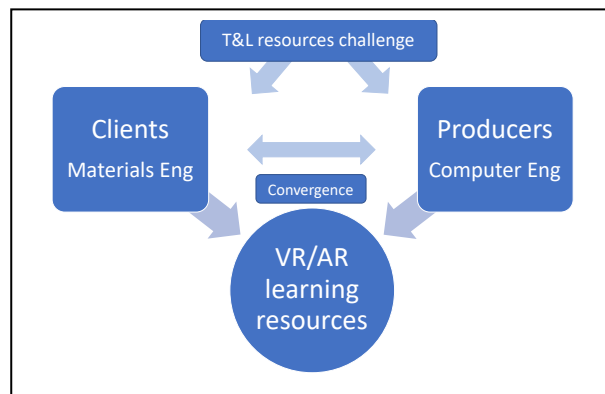 T&L resources challenge
Clients
Materials Eng
Producers
Computer Eng
Convergence
VR/AR
learning
resources